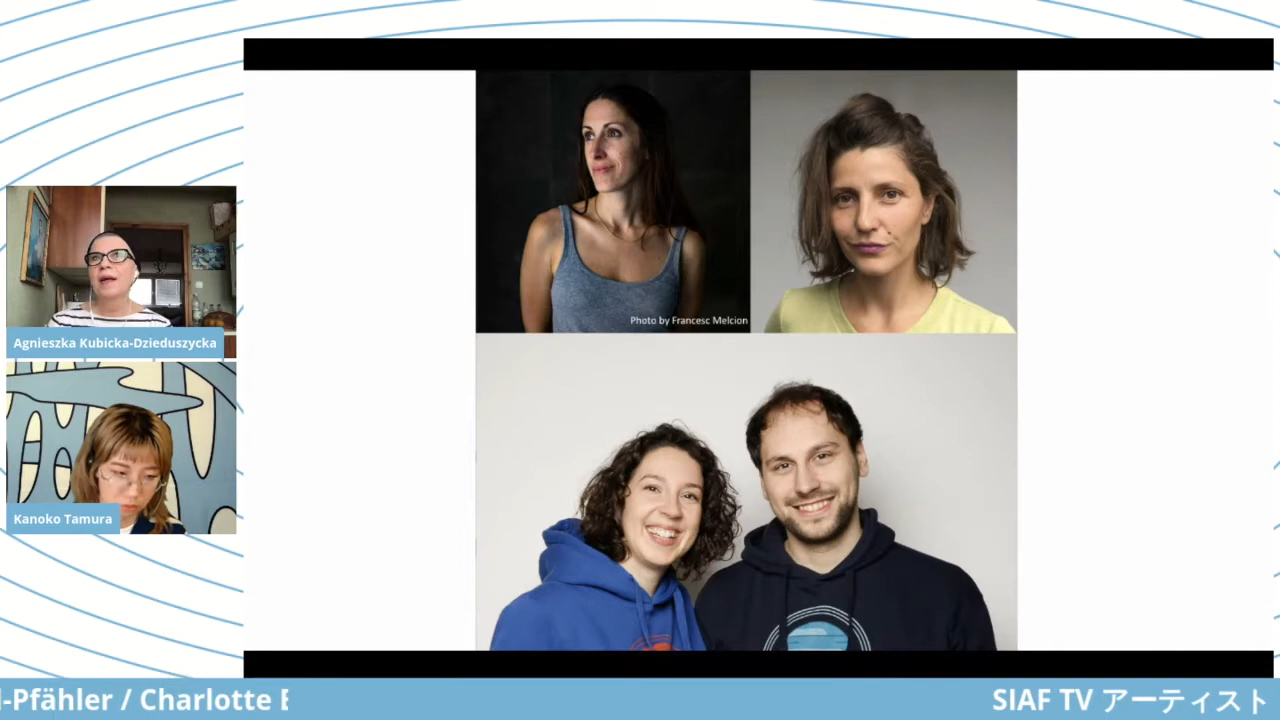 Photo by Francesc Melcion
Agnieszka Kubicka-Dzieduszycka
Kanoko Tamura
l-Pfähler / Charlotte E
SIAF TV アーティスト